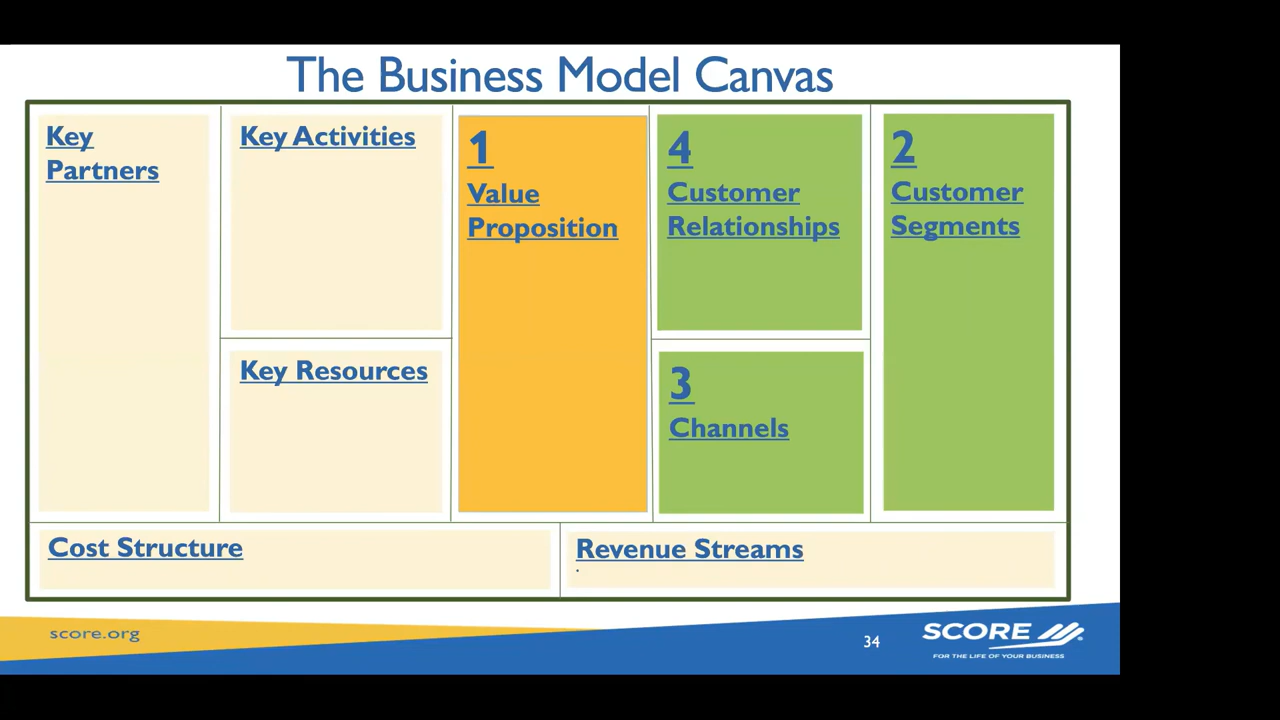 The Business Model Canvas
Key
Partners
Key Activities
Key Resources
1
Value
Proposition
4
Customer
Relationships
3
Channels
2
Customer
Segments
Cost Structure
Revenue Streams
.
score.org
34
SCORE
®
FOR THE LIFE OF YOUR BUSINESS